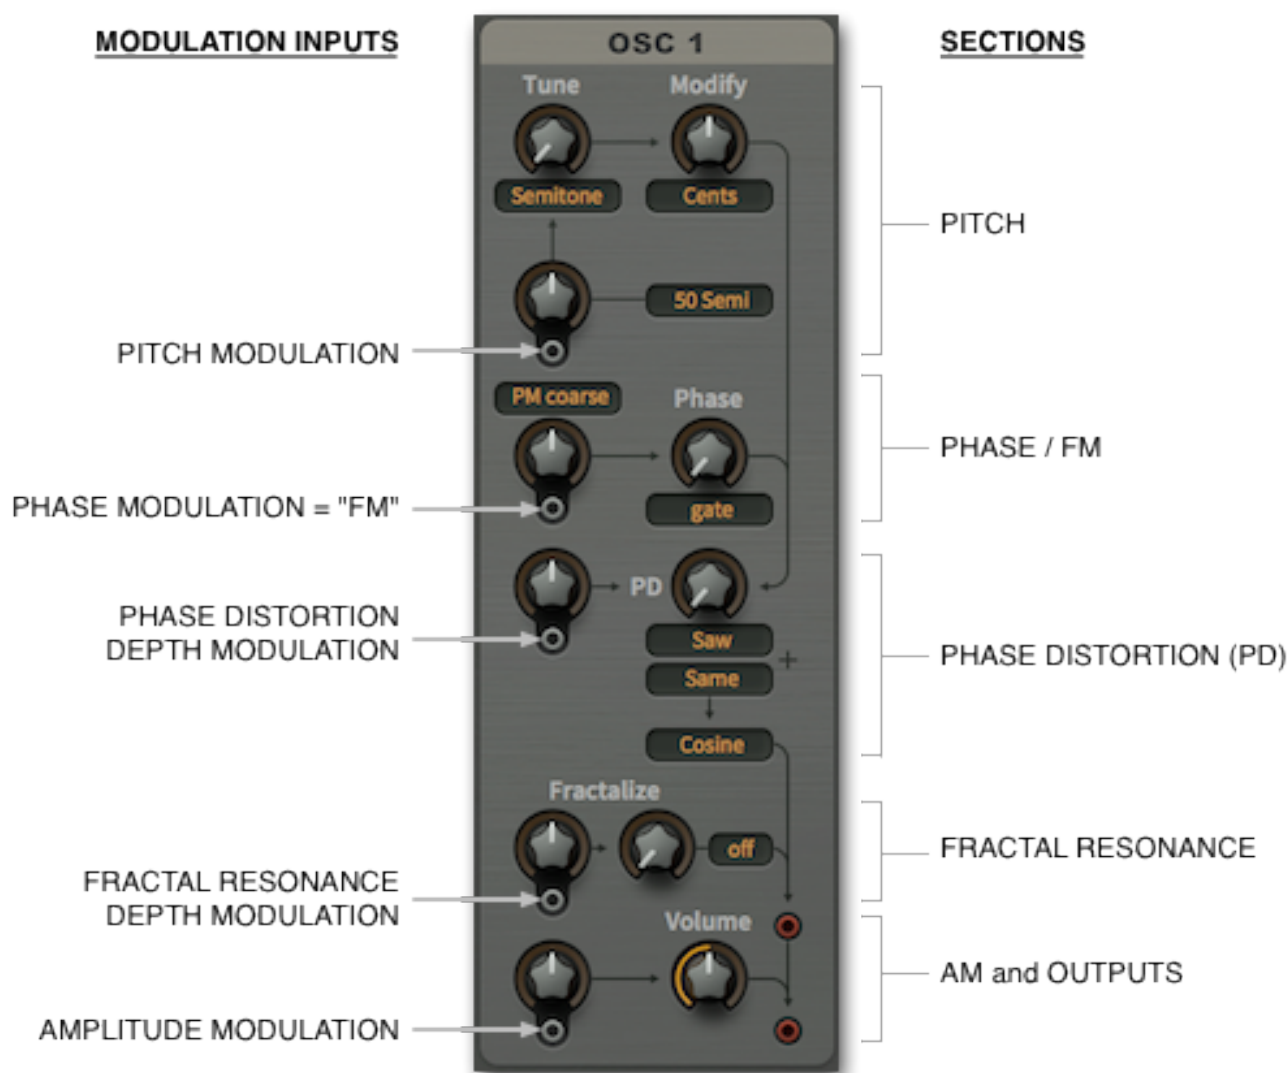 MODULATION INPUTS
OSC 1
SECTIONS
Tune
Modify
Semitone
Cents
PITCH
50 Semi
PITCH MODULATION
PM coarse
Phase
PHASE / FM
PHASE MODULATION = "FM"
gate
PD
PHASE DISTORTION
DEPTH MODULATION
Saw
+
Same
PHASE DISTORTION (PD)
Cosine
Fractalize
off
FRACTAL RESONANCE
FRACTAL RESONANCE
DEPTH MODULATION
Volume
AM and OUTPUTS
AMPLITUDE MODULATION